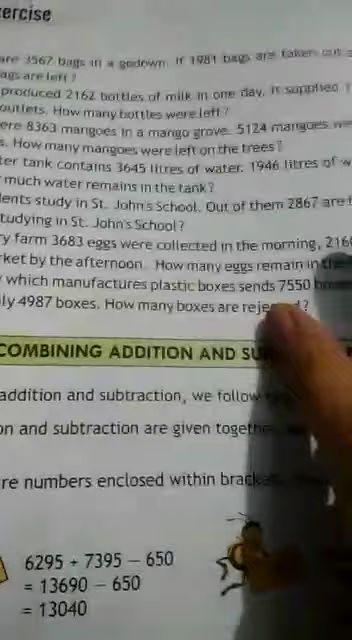 ercise
are 3567 bags in a godown. If 1981 bags are taken out
ags are left?
produced 2162 bottles of milk in one day. It supplied
outlets. How many bottles were left?
ere 8363 mangoes in a mango grove. 5124 mangoes we
s. How many mangoes were left on the trees?
ter tank contains 3645 litres of water. 1946 litres of w
much water remains in the tank?
ents study in St. John's School. Out of them 2867 are
tudying in St. John's School?
ry farm 3683 eggs were collected in the morning, 216
rket by the afternoon. How many eggs remain in the
which manufactures plastic boxes sends 7550
ly 4987 boxes. How many boxes are rejected?
COMBINING ADDITION AND SU
addition and subtraction, we follow
on and subtraction are given together
re numbers enclosed within brackets
6295 + 7395 − 650
= 13690 − 650
= 13040